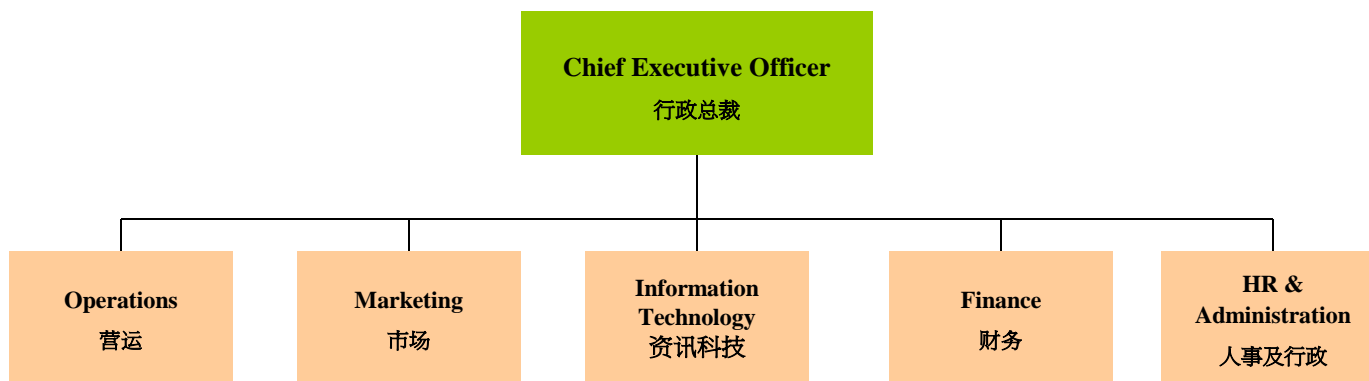 Chief Executive Officer
行政总裁
Operations
营运
Marketing
市场
Information
Technology
资讯科技
Finance
财务
HR &
Administration
人事及行政